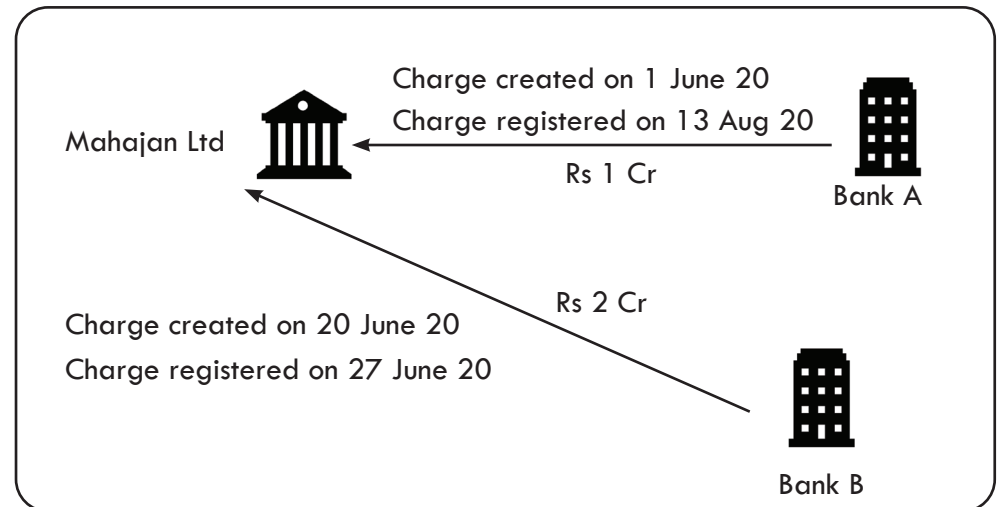 Charge created on 1 June 20
Mahajan Ltd
Charge registered on 13 Aug 20
Rs 1 Cr
Bank A
Rs 2 Cr
Charge created on 20 June 20
Charge registered on 27 June 20
Bank B